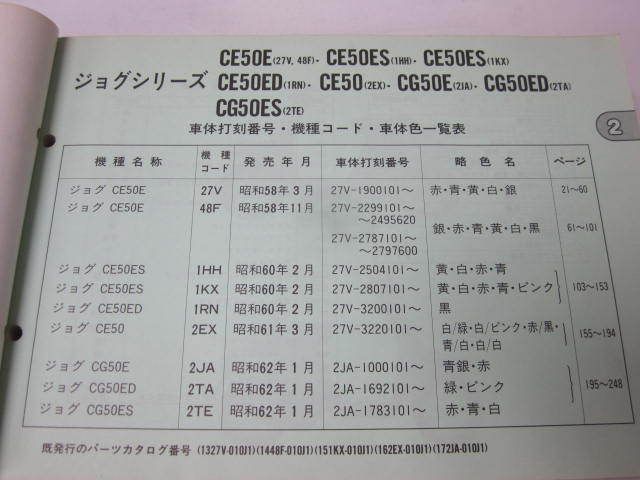 CE50E(27V, 48F)・CE50ES(1HH)・CE50ES(1KX)
ジョグシリーズ CE50ED(1RN)・CE50(2EX)・CG50E(2JA)・CG50ED(2TA)
CG50ES(2TE)
車体打刻番号・機種コード・車体色一覧表
2
機種名称 機種コード 発売年月 車体打刻番号 略色名 ページ
ジョグ CE50E 27V 昭和58年3月 27V-1900101〜 赤・青・黄・白・銀 21〜60
ジョグ CE50E 48F 昭和58年11月 27V-2299101〜
〜2495620
銀・赤・青・黄・白・黒 61〜101
27V-2787101〜
〜2797600
ジョグ CE50ES 1HH 昭和60年2月 27V-2504101〜 黄・白・赤・青
ジョグ CE50ES 1KX 昭和60年2月 27V-2807101〜 黄・白・赤・青・ピンク 103〜153
ジョグ CE50ED 1RN 昭和60年2月 27V-3200101〜 黒
ジョグ CE50 2EX 昭和61年3月 27V-3220101〜 白/緑・白/ピンク・赤/黒・
青/白・白/白 155〜194
ジョグ CG50E 2JA 昭和62年1月 2JA-1000101〜 青銀・赤
ジョグ CG50ED 2TA 昭和62年1月 2JA-1692101〜 緑・ピンク 195〜248
ジョグ CG50ES 2TE 昭和62年1月 2JA-1783101〜 赤・青・白
既発行のパーツカタログ番号 (1327V-010J1)(1448F-010J1)(151KX-010J1)(162EX-010J1)(172JA-010J1)